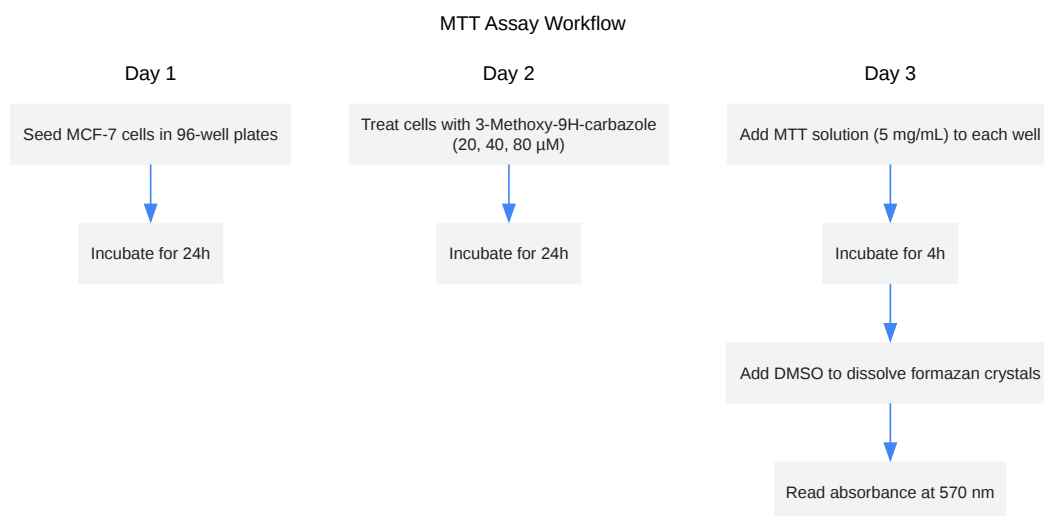 MTT Assay Workflow
Day 1
Seed MCF-7 cells in 96-well plates
Incubate for 24h
Day 2
Treat cells with 3-Methoxy-9H-carbazole
(20, 40, 80 µM)
Incubate for 24h
Day 3
Add MTT solution (5 mg/mL) to each well
Incubate for 4h
Add DMSO to dissolve formazan crystals
Read absorbance at 570 nm